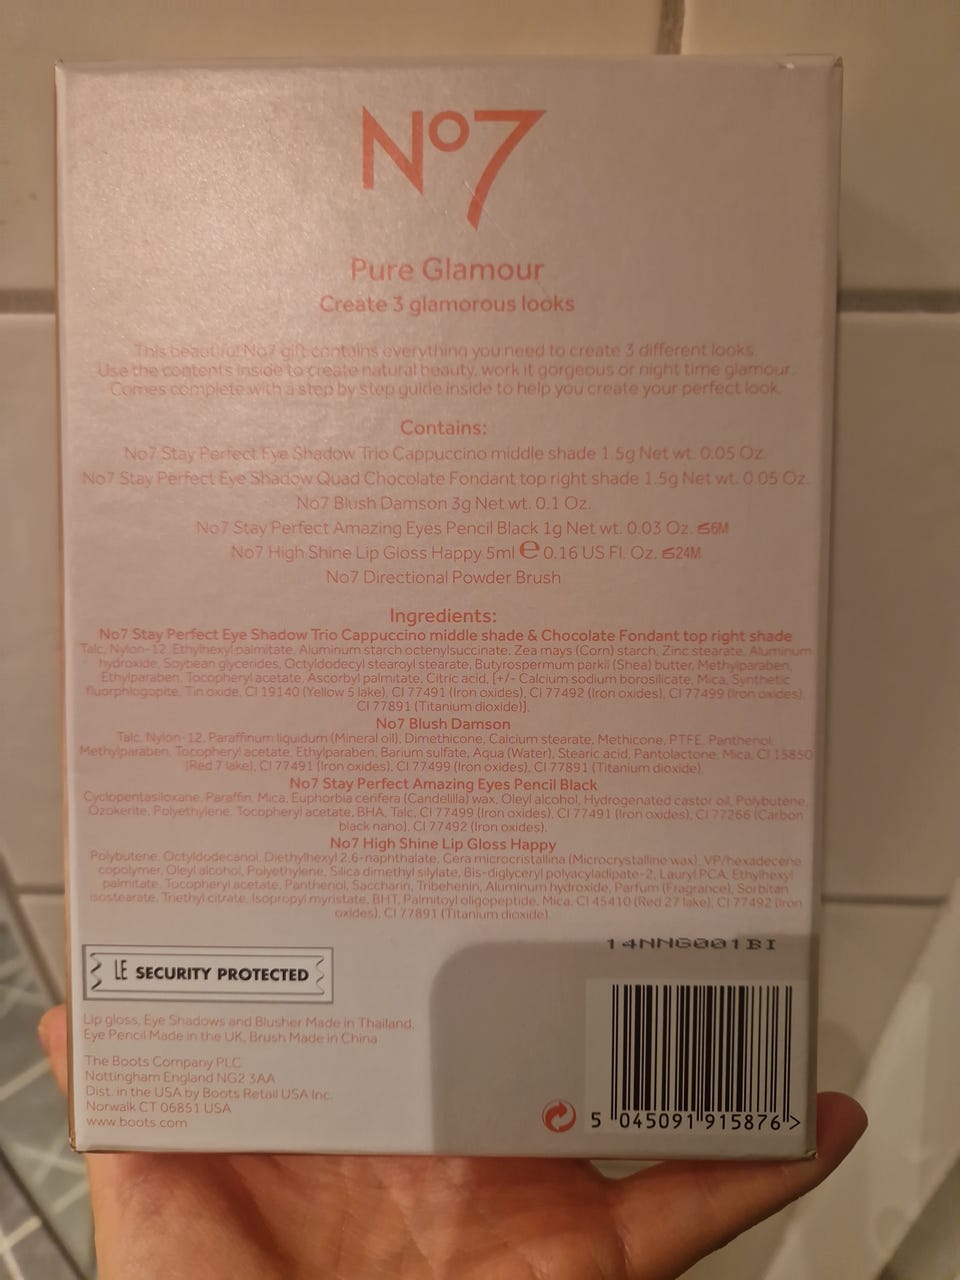 No7
Pure Glamour
Create 3 glamorous looks
This beautiful No7 gift contains everything you need to create 3 different looks.
Use the contents inside to create natural beauty, work it gorgeous or night time glamour.
Comes complete with a step by step guide inside to help you create your perfect look.
Contains:
No7 Stay Perfect Eye Shadow Trio Cappuccino middle shade 1.5g Net wt. 0.05 Oz.
No7 Stay Perfect Eye Shadow Quad Chocolate Fondant top right shade 1.5g Net wt. 0.05 Oz.
No7 Blush Damson 3g Net wt. 0.1 Oz.
No7 Stay Perfect Amazing Eyes Pencil Black 1g Net wt. 0.03 Oz. 6M
No7 High Shine Lip Gloss Happy 5ml e 0.16 US Fl. Oz. 24M
No7 Directional Powder Brush
Ingredients:
No7 Stay Perfect Eye Shadow Trio Cappuccino middle shade & Chocolate Fondant top right shade
Talc, Nylon-12, Ethylhexyl palmitate, Aluminum starch octenylsuccinate, Zea mays (Corn) starch, Zinc stearate, Aluminum
hydroxide, Soybean glycerides, Octyldodecyl stearoyl stearate, Butyrospermum parkii (Shea) butter, Methylparaben,
Ethylparaben, Tocopheryl acetate, Ascorbyl palmitate, Citric acid, [+/- Calcium sodium borosilicate, Mica, Synthetic
fluorphlogopite, Tin oxide, CI 19140 (Yellow 5 lake), CI 77491 (Iron oxides), CI 77492 (Iron oxides), CI 77499 (Iron oxides),
CI 77891 (Titanium dioxide)].
No7 Blush Damson
Talc, Nylon-12, Paraffinum liquidum (Mineral oil), Dimethicone, Calcium stearate, Methicone, PTFE, Panthenol,
Methylparaben, Tocopheryl acetate, Ethylparaben, Barium sulfate, Aqua (Water), Stearic acid, Pantolactone, Mica, CI 15850
(Red 7 lake), CI 77491 (Iron oxides), CI 77499 (Iron oxides), CI 77891 (Titanium dioxide).
No7 Stay Perfect Amazing Eyes Pencil Black
Cyclopentasiloxane, Paraffin, Mica, Euphorbia cerifera (Candelilla) wax, Oleyl alcohol, Hydrogenated castor oil, Polybutene,
Ozokerite, Polyethylene, Tocopheryl acetate, BHA, Talc, CI 77499 (Iron oxides), CI 77491 (Iron oxides), CI 77266 (Carbon
black nano), CI 77492 (Iron oxides).
No7 High Shine Lip Gloss Happy
Polybutene, Octyldodecanol, Diethylhexyl 2,6-naphthalate, Cera microcristallina (Microcrystalline wax), VP/hexadecene
copolymer, Oleyl alcohol, Polyethylene, Silica dimethyl silylate, Bis-diglyceryl polyacyladipate-2, Lauryl PCA, Ethylhexyl
palmitate, Tocopheryl acetate, Panthenol, Saccharin, Tribehenin, Aluminum hydroxide, Parfum (Fragrance), Sorbitan
isostearate, Triethyl citrate, Isopropyl myristate, BHT, Palmitoyl oligopeptide, Mica, CI 45410 (Red 27 lake), CI 77492 (Iron
oxides), CI 77891 (Titanium dioxide).
14NNG001BI
LE SECURITY PROTECTED
Lip gloss, Eye Shadows and Blusher Made in Thailand.
Eye Pencil Made in the UK, Brush Made in China
The Boots Company PLC
Nottingham England NG2 3AA
Dist. in the USA by Boots Retail USA Inc.
Norwalk CT 06851 USA
www.boots.com
5 045091 915876 >